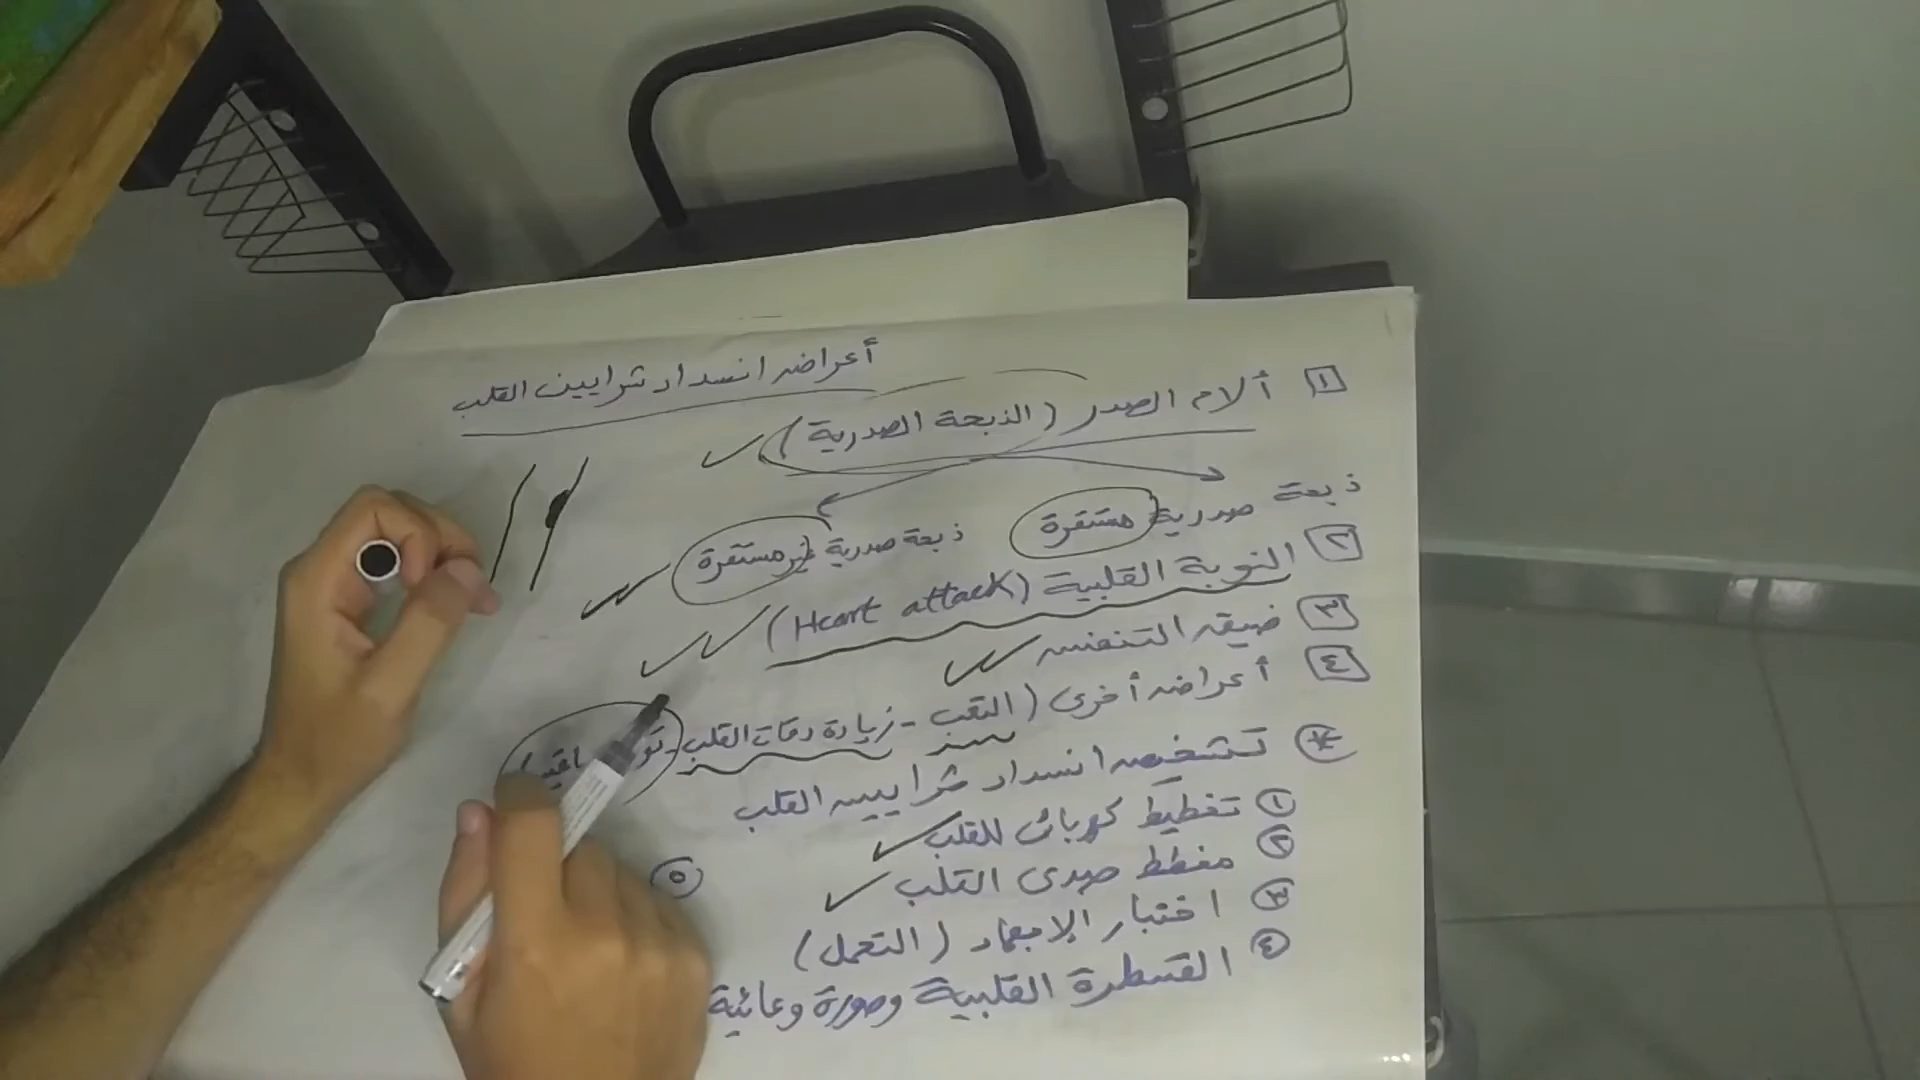 أعراض انسداد شرايين القلب
١ ألام الصدر (الذبحة الصدرية)
ذبحة صدرية مستقرة ذبحة صدرية غير مستقرة
٢ النوبة القلبية (Heart attack)
٣ ضيق التنفس
٤ أعراض أخرى (التعب - زيادة دقات القلب -
* تشخيص انسداد شرايين القلب
١ تخطيط كهربائى للقلب
٢ مخطط صدى القلب
٣ اختبار الإجهاد (التحمل)
٤ القسطرة القلبية وصورة وعائية
٥